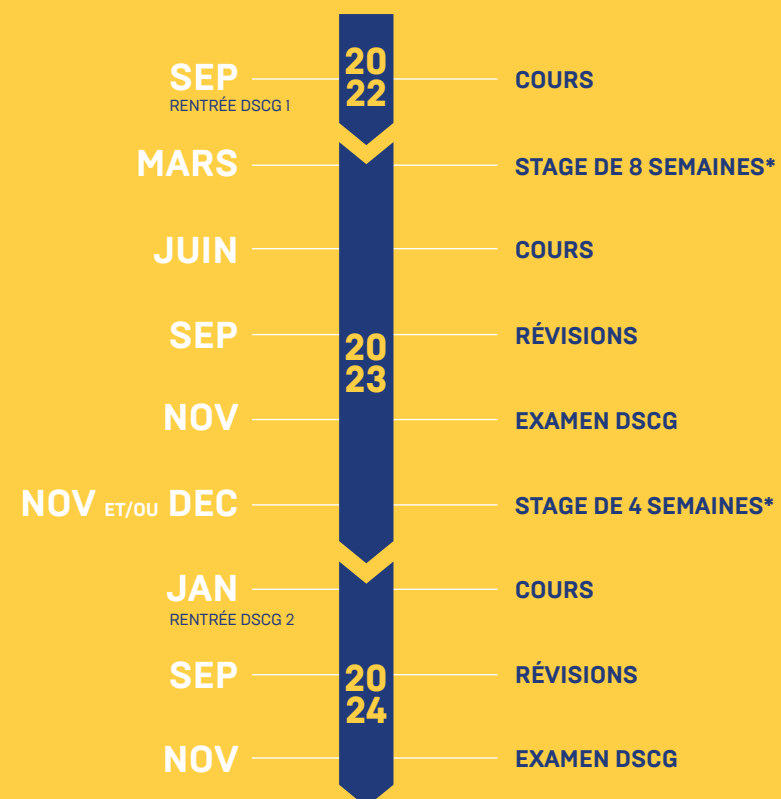 SEP
RENTRÉE DSCG 1
20
22
COURS
MARS
STAGE DE 8 SEMAINES*
JUIN
COURS
SEP
20
23
RÉVISIONS
NOV
EXAMEN DSCG
NOV ET/OU DEC
STAGE DE 4 SEMAINES*
JAN
RENTRÉE DSCG 2
COURS
SEP
20
24
RÉVISIONS
NOV
EXAMEN DSCG